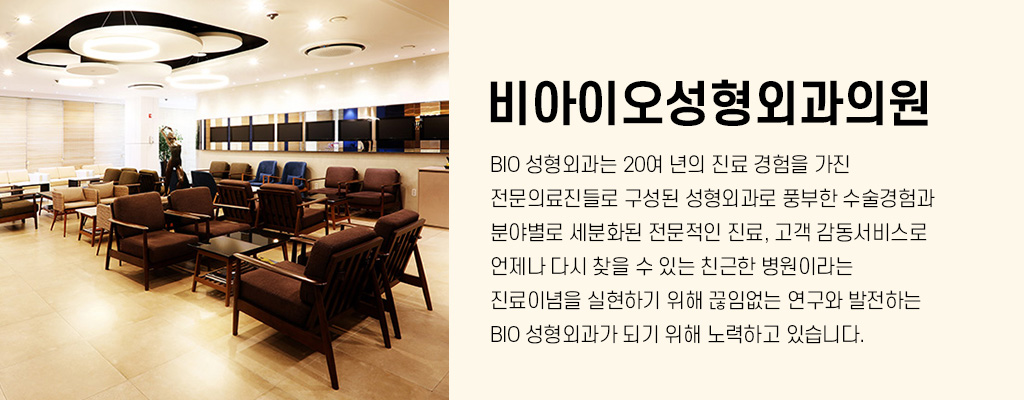 비아이오성형외과의원
BIO 성형외과는 20여 년의 진료 경험을 가진
전문의료진들로 구성된 성형외과로 풍부한 수술경험과
분야별로 세분화된 전문적인 진료, 고객 감동서비스로
언제나 다시 찾을 수 있는 친근한 병원이라는
진료이념을 실현하기 위해 끊임없는 연구와 발전하는
BIO 성형외과가 되기 위해 노력하고 있습니다.